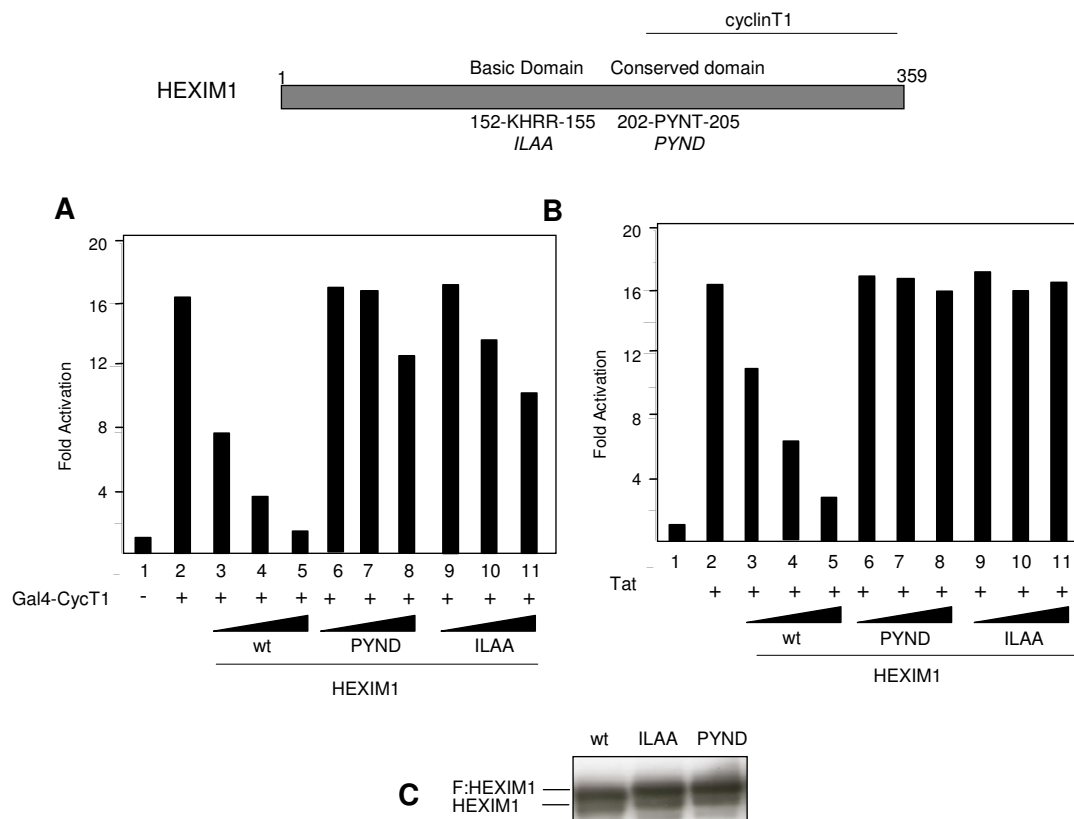 cyclinT1
Basic Domain Conserved domain
HEXIM1 1 359
152-KHRR-155 202-PYNT-205
ILAA PYND
A
20
16
12
8
4
Fold Activation
1 2 3 4 5 6 7 8 9 10 11
Gal4-CycT1 - + + + + + + + + + +
wt PYND ILAA
HEXIM1
B
20
16
12
8
4
Fold Activation
1 2 3 4 5 6 7 8 9 10 11
Tat + + + + + + + + + +
wt PYND ILAA
HEXIM1
wt ILAA PYND
C F:HEXIM1
HEXIM1